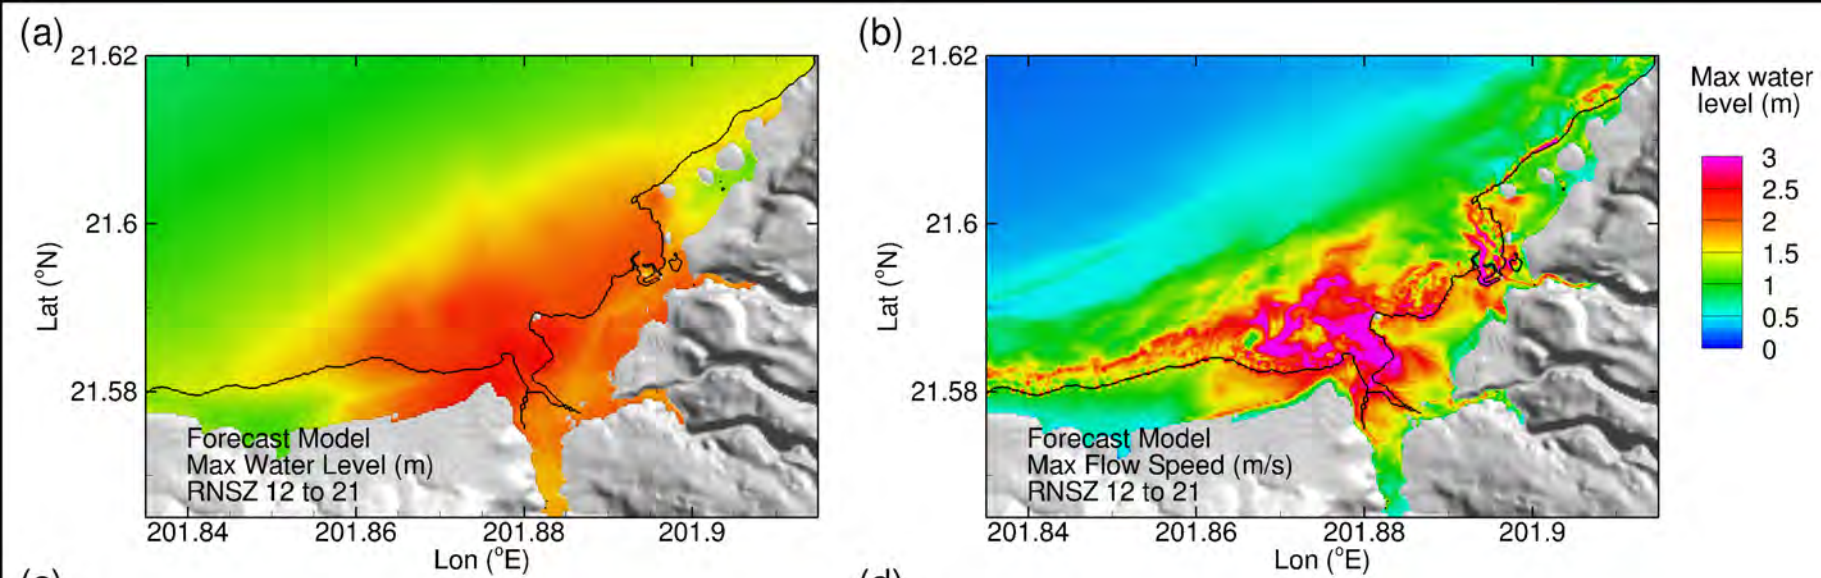 (a)
21.62
21.6
21.58
Lat (°N)
Forecast Model
Max Water Level (m)
RNSZ 12 to 21
201.84 201.86 201.88 201.9
Lon (°E)
(b)
21.62
21.6
21.58
Lat (°N)
Forecast Model
Max Flow Speed (m/s)
RNSZ 12 to 21
201.84 201.86 201.88 201.9
Lon (°E)
Max water
level (m)
3
2.5
2
1.5
1
0.5
0